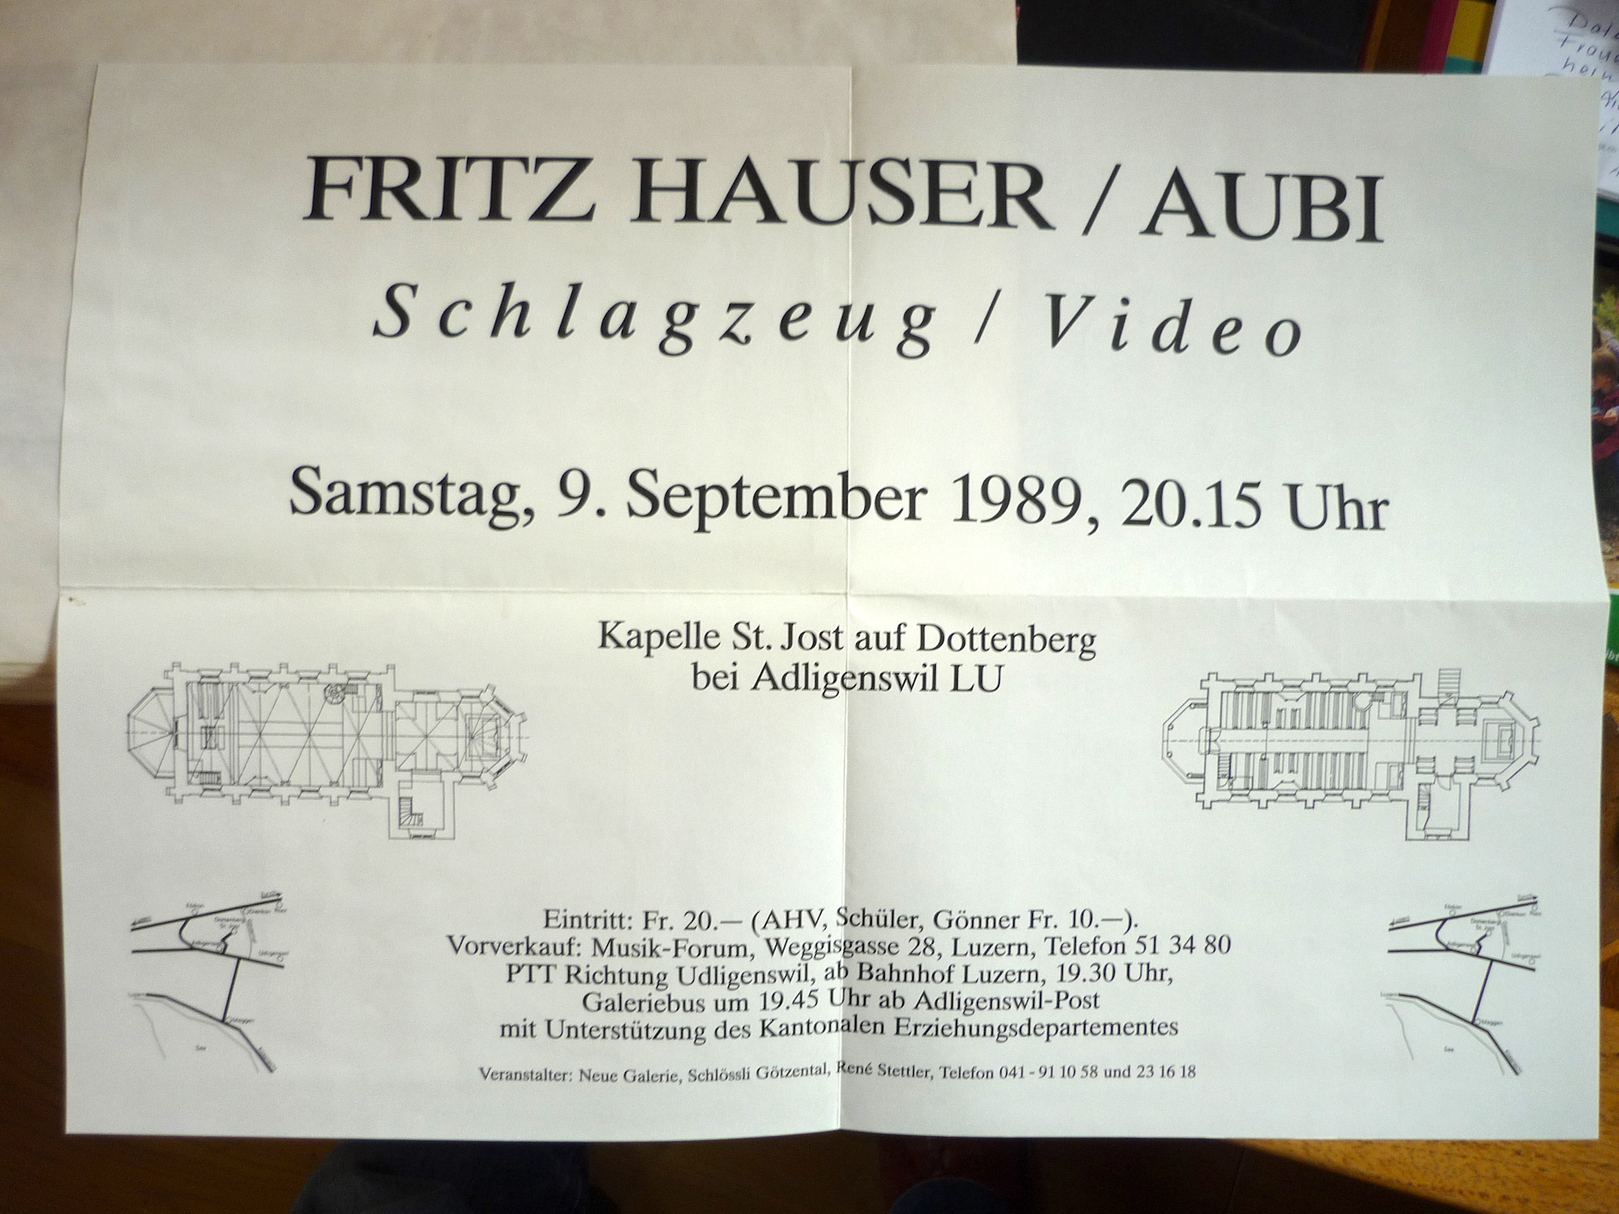 FRITZ HAUSER / AUBI
Schlagzeug / Video
Samstag, 9. September 1989, 20.15 Uhr
Kapelle St. Jost auf Dottenberg
bei Adligenswil LU
Eintritt: Fr. 20.— (AHV, Schüler, Gönner Fr. 10.—).
Vorverkauf: Musik-Forum, Weggisgasse 28, Luzern, Telefon 51 34 80
PTT Richtung Udligenswil, ab Bahnhof Luzern, 19.30 Uhr,
Galeriebus um 19.45 Uhr ab Adligenswil-Post
mit Unterstützung des Kantonalen Erziehungsdepartementes
Veranstalter: Neue Galerie, Schlössli Götzental, René Stettler, Telefon 041 - 91 10 58 und 23 16 18
Meggen
See
Meggen
See